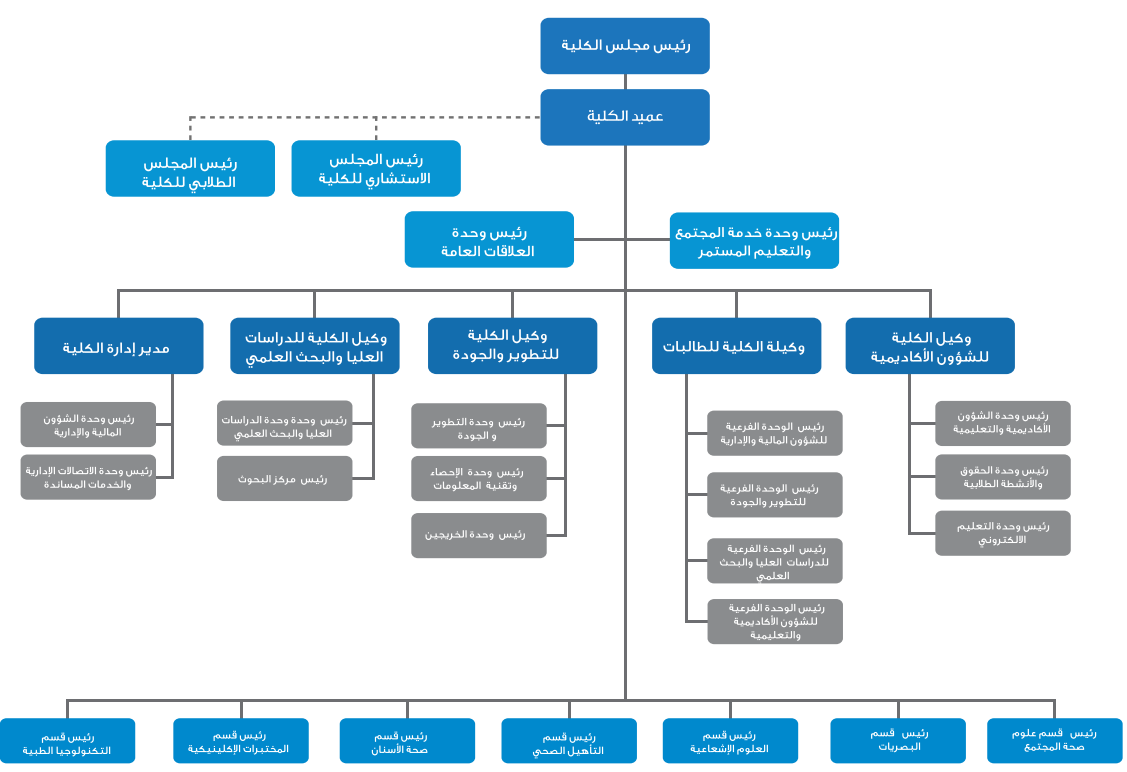 رئيس مجلس الكلية
عميد الكلية
رئيس المجلس
الاستشاري للكلية
رئيس المجلس
الطلابي للكلية
رئيس وحدة خدمة المجتمع
والتعليم المستمر
رئيس وحدة
العلاقات العامة
وكيل الكلية
للشؤون الأكاديمية
وكيلة الكلية للطالبات
وكيل الكلية
للتطوير والجودة
وكيل الكلية للدراسات
العليا والبحث العلمي
مدير إدارة الكلية
رئيس وحدة الشؤون
الأكاديمية والتعليمية
رئيس وحدة الحقوق
والأنشطة الطلابية
رئيس وحدة التعليم
الالكتروني
رئيس الوحدة الفرعية
للشؤون المالية والإدارية
رئيس الوحدة الفرعية
للتطوير والجودة
رئيس الوحدة الفرعية
للدراسات العليا والبحث
العلمي
رئيس الوحدة الفرعية
للشؤون الأكاديمية
والتعليمية
رئيس وحدة التطوير
و الجودة
رئيس وحدة الإحصاء
وتقنية المعلومات
رئيس وحدة الخريجين
رئيس وحدة وحدة الدراسات
العليا والبحث العلمي
رئيس مركز البحوث
رئيس وحدة الشؤون
المالية والإدارية
رئيس وحدة الاتصالات الإدارية
والخدمات المساندة
رئيس قسم علوم
صحة المجتمع
رئيس قسم
البصريات
رئيس قسم
العلوم الإشعاعية
رئيس قسم
التأهيل الصحي
رئيس قسم
صحة الأسنان
رئيس قسم
المختبرات الإكلينيكية
رئيس قسم
التكنولوجيا الطبية